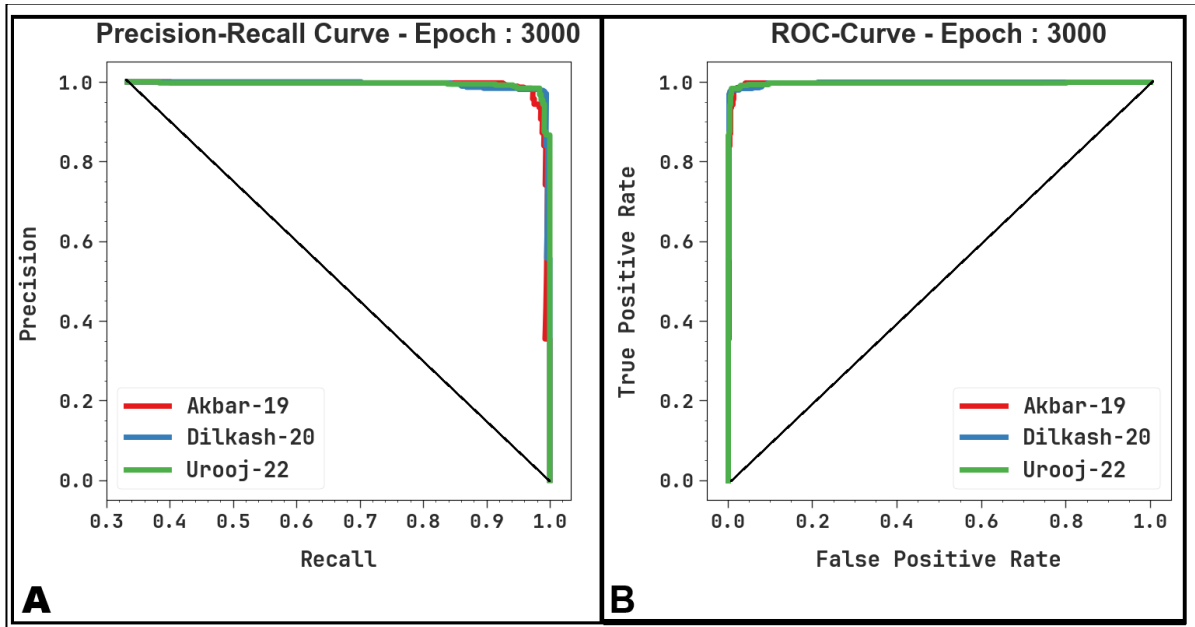 Precision-Recall Curve - Epoch : 3000
1.0
0.8
0.6
0.4
0.2
0.0
Precision
Akbar-19
Dilkash-20
Urooj-22
0.3 0.4 0.5 0.6 0.7 0.8 0.9 1.0
Recall
A
ROC-Curve - Epoch : 3000
1.0
0.8
0.6
0.4
0.2
0.0
True Positive Rate
Akbar-19
Dilkash-20
Urooj-22
0.0 0.2 0.4 0.6 0.8 1.0
False Positive Rate
B